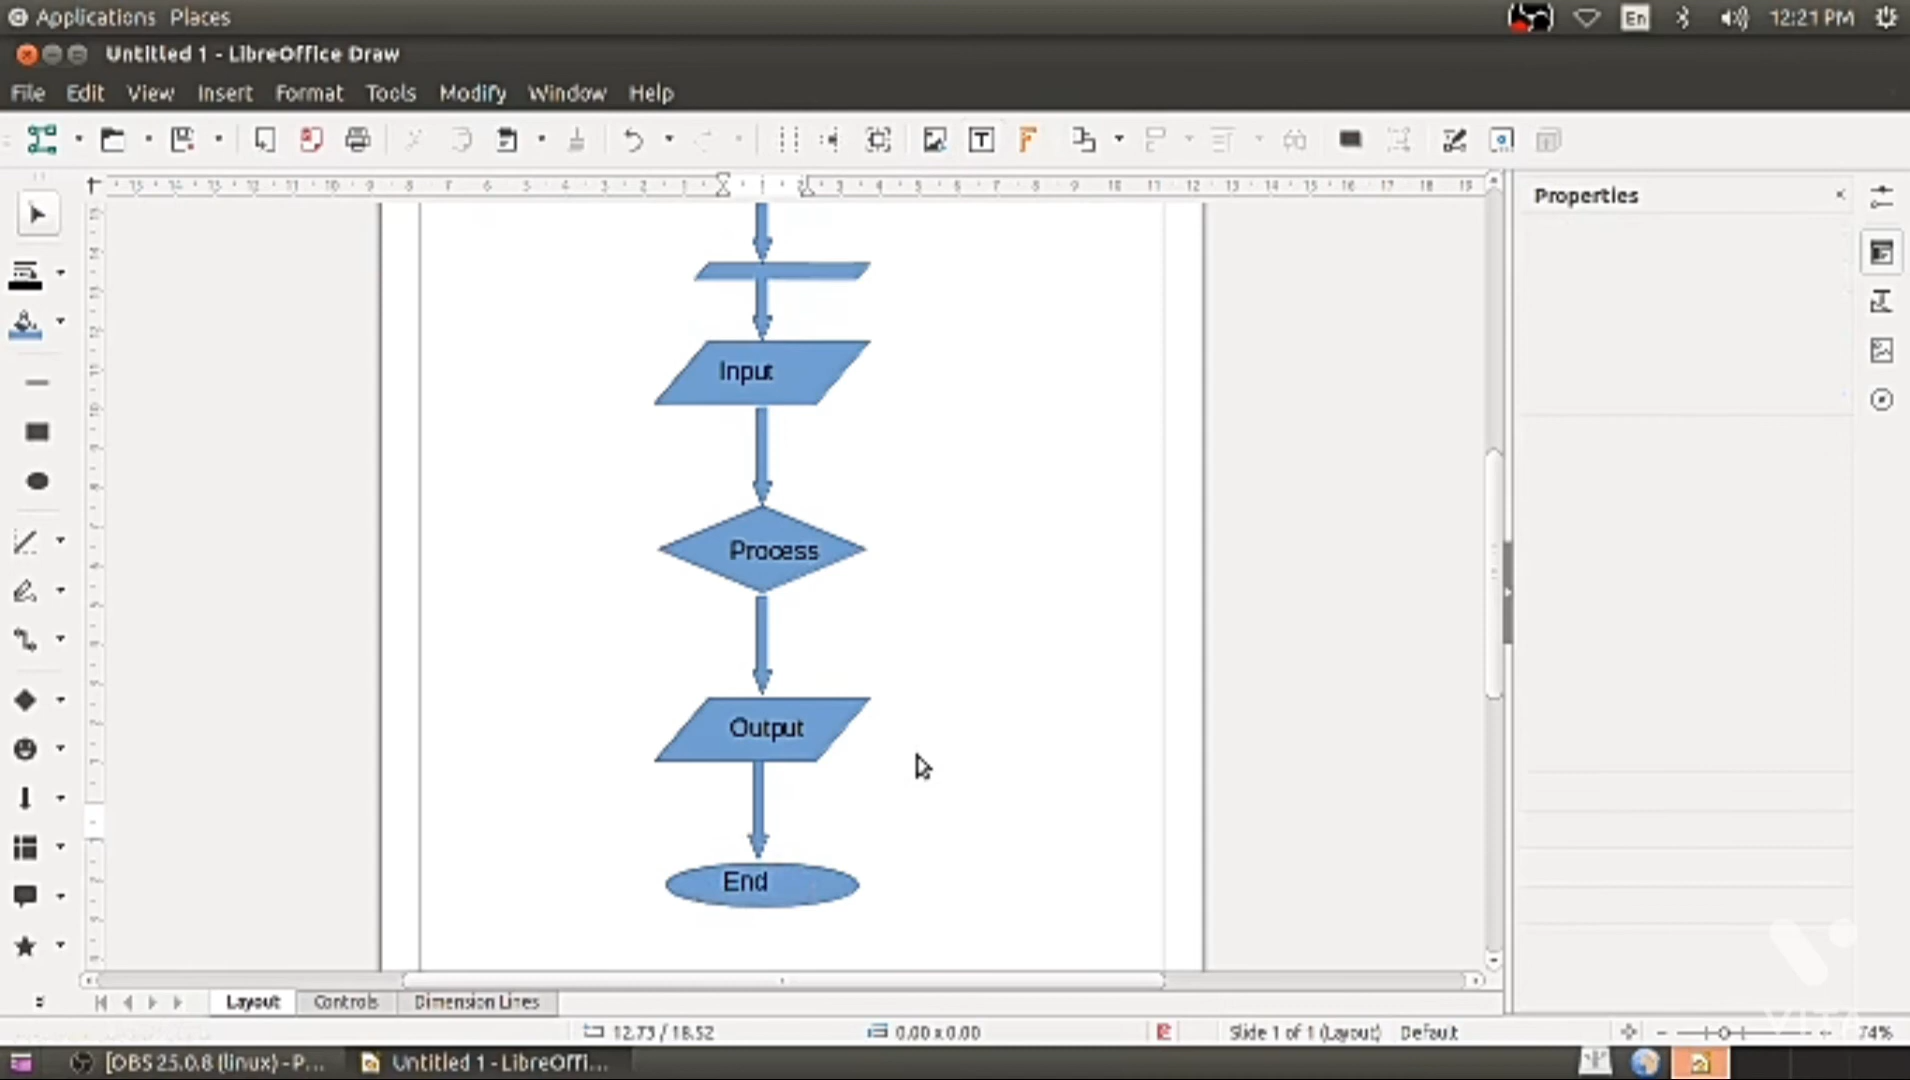 Applications Places
En 12:21 PM
Untitled 1 - LibreOffice Draw
File Edit View Insert Format Tools Modify Window Help
Properties
Input
Process
Output
End
Layout Controls Dimension Lines
12.73 / 18.52 0.00 x 0.00 Slide 1 of 1 (Layout) Default 74%
[OBS 25.0.8 (linux) - P... Untitled 1 - LibreOffi...
VITA